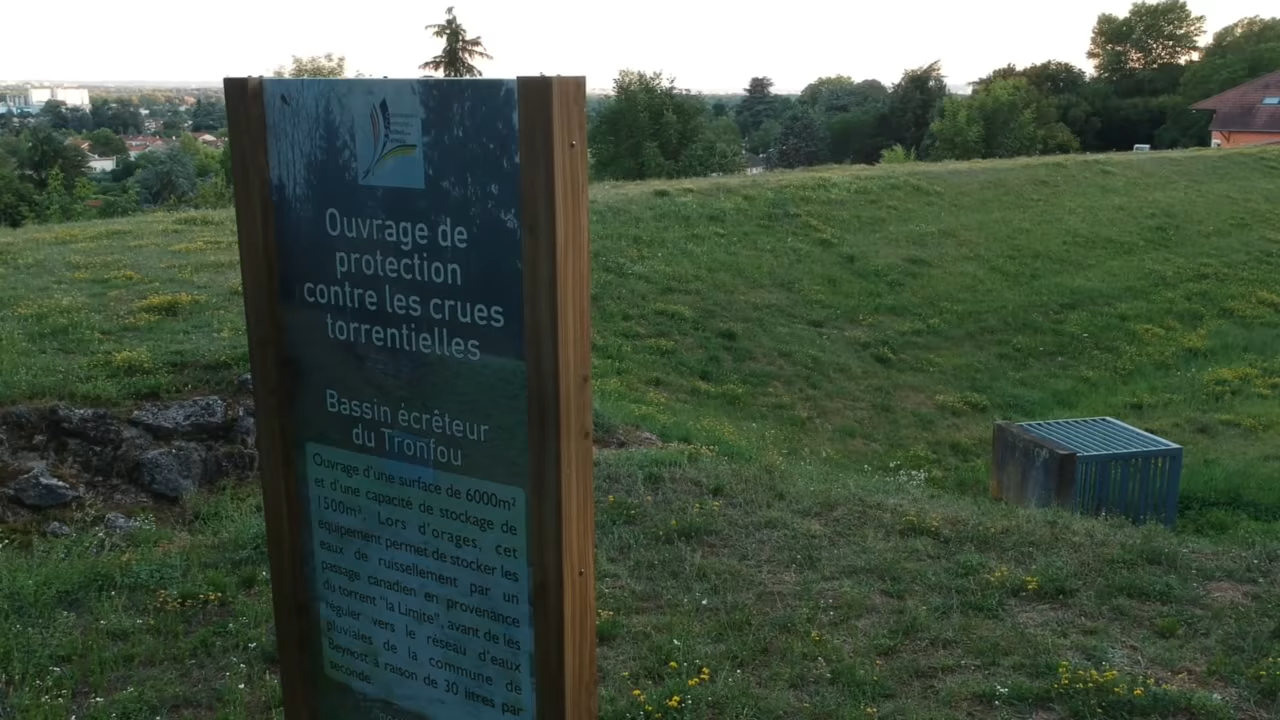 Ouvrage de
protection
contre les crues
torrentielles
Bassin écrêteur
du Tronfou
Ouvrage d'une surface de 6000m²
et d'une capacité de stockage de
1500m³. Lors d'orages, cet
équipement permet de stocker les
eaux de ruissellement par un
passage canadien en provenance
du torrent "la Limite", avant de les
réguler vers le réseau d'eaux
pluviales de la commune de
Beynost à raison de 30 litres par
seconde.